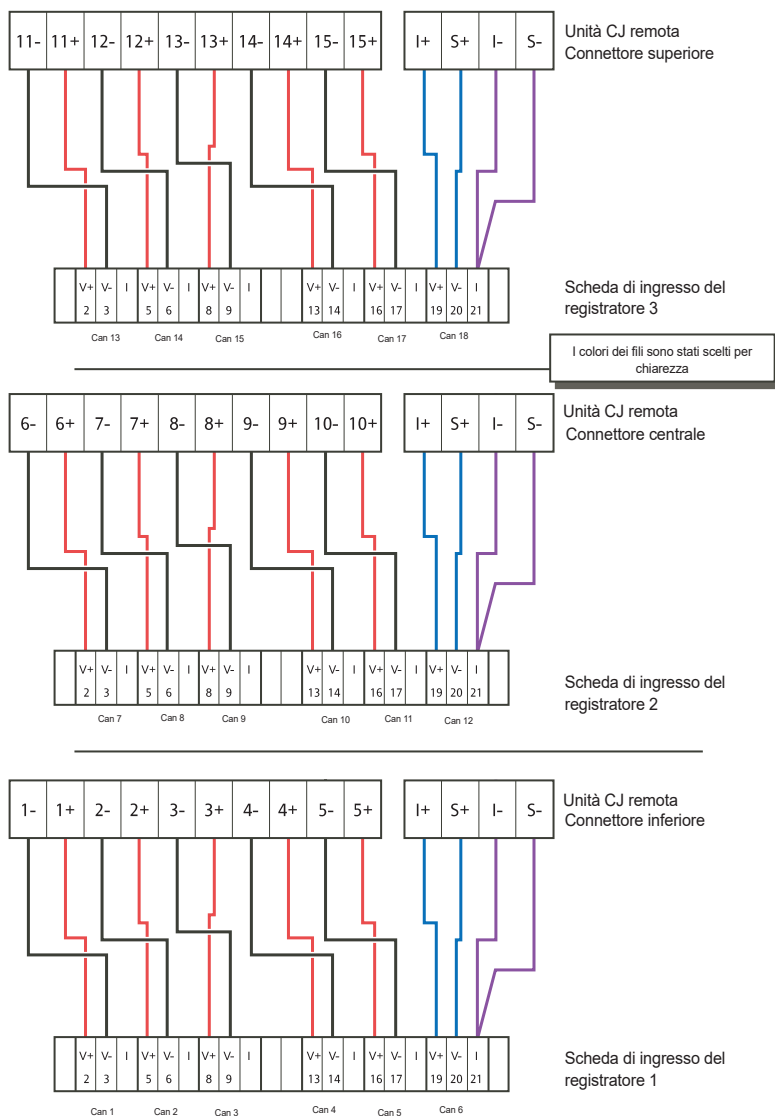 11- 11+ 12- 12+ 13- 13+ 14- 14+ 15- 15+ I+ S+ I- S-
Unità CJ remota
Connettore superiore
V+ V- I V+ V- I V+ V- I V+ V- I V+ V- I V+ V- I
2 3 5 6 8 9 13 14 16 17 19 20 21
Can 13 Can 14 Can 15 Can 16 Can 17 Can 18
Scheda di ingresso del
registratore 3
I colori dei fili sono stati scelti per
chiarezza
6- 6+ 7- 7+ 8- 8+ 9- 9+ 10- 10+ I+ S+ I- S-
Unità CJ remota
Connettore centrale
V+ V- I V+ V- I V+ V- I V+ V- I V+ V- I V+ V- I
2 3 5 6 8 9 13 14 16 17 19 20 21
Can 7 Can 8 Can 9 Can 10 Can 11 Can 12
Scheda di ingresso del
registratore 2
1- 1+ 2- 2+ 3- 3+ 4- 4+ 5- 5+ I+ S+ I- S-
Unità CJ remota
Connettore inferiore
V+ V- I V+ V- I V+ V- I V+ V- I V+ V- I V+ V- I
2 3 5 6 8 9 13 14 16 17 19 20 21
Can 1 Can 2 Can 3 Can 4 Can 5 Can 6
Scheda di ingresso del
registratore 1